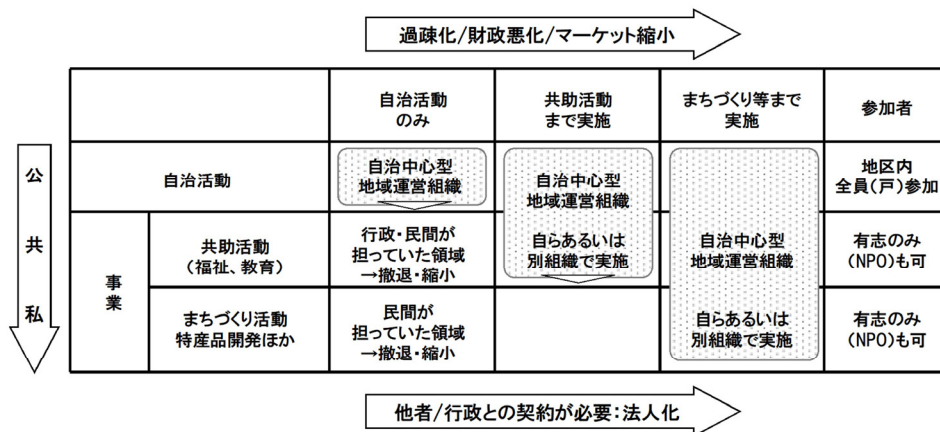 過疎化/財政悪化/マーケット縮小
自治活動
のみ
共助活動
まで実施
まちづくり等まで
実施
参加者
公
共
私
自治活動
自治中心型
地域運営組織
自治中心型
地域運営組織
地区内
全員(戸)参加
事
業
共助活動
(福祉、教育)
行政・民間が
担っていた領域
→撤退・縮小
自らあるいは
別組織で実施
自治中心型
地域運営組織
有志のみ
(NPO)も可
まちづくり活動
特産品開発ほか
民間が
担っていた領域
→撤退・縮小
自らあるいは
別組織で実施
有志のみ
(NPO)も可
他者/行政との契約が必要:法人化